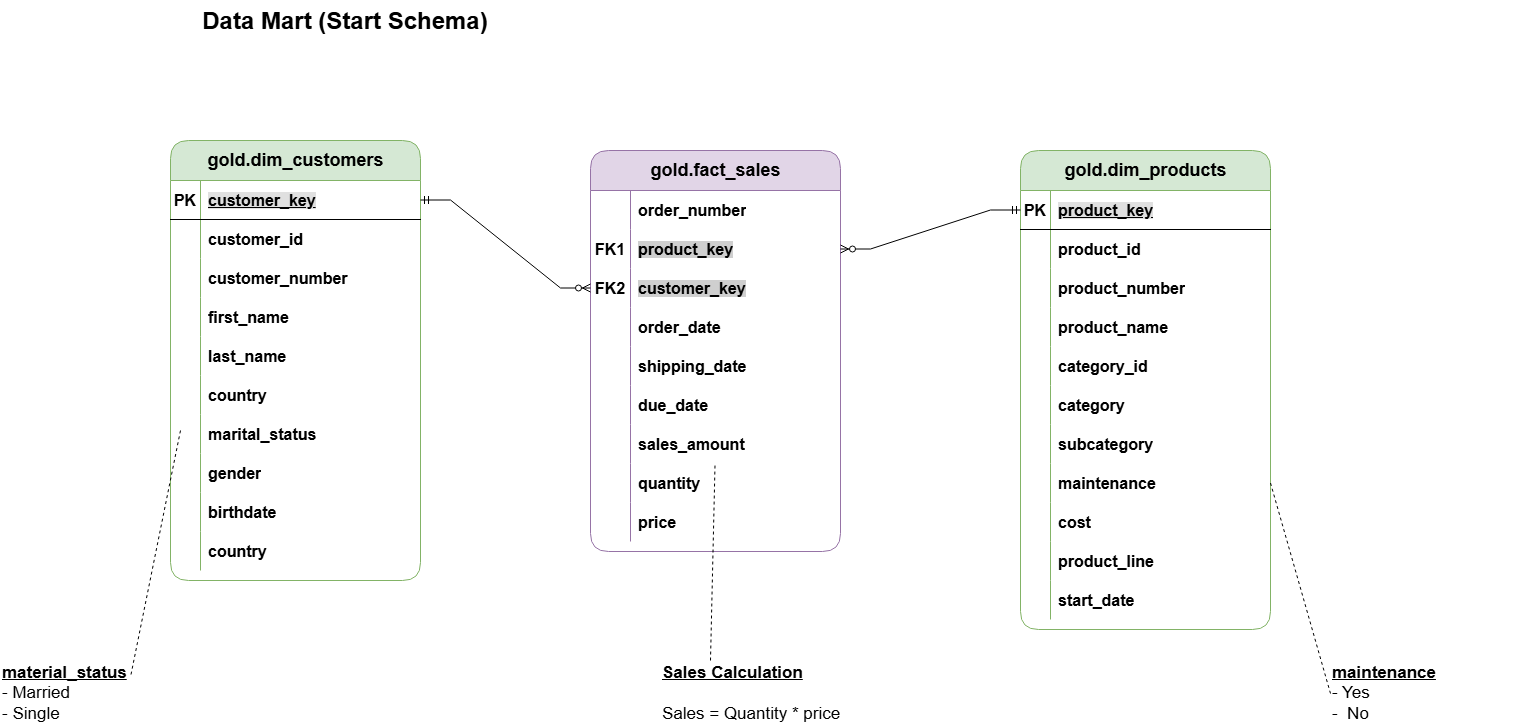 Data Mart (Start Schema)
gold.dim_customers
PK customer_key
customer_id
customer_number
first_name
last_name
country
marital_status
gender
birthdate
country
gold.fact_sales
order_number
FK1 product_key
FK2 customer_key
order_date
shipping_date
due_date
sales_amount
quantity
price
gold.dim_products
PK product_key
product_id
product_number
product_name
category_id
category
subcategory
maintenance
cost
product_line
start_date
material_status
- Married
- Single
Sales Calculation
Sales = Quantity * price
maintenance
- Yes
- No